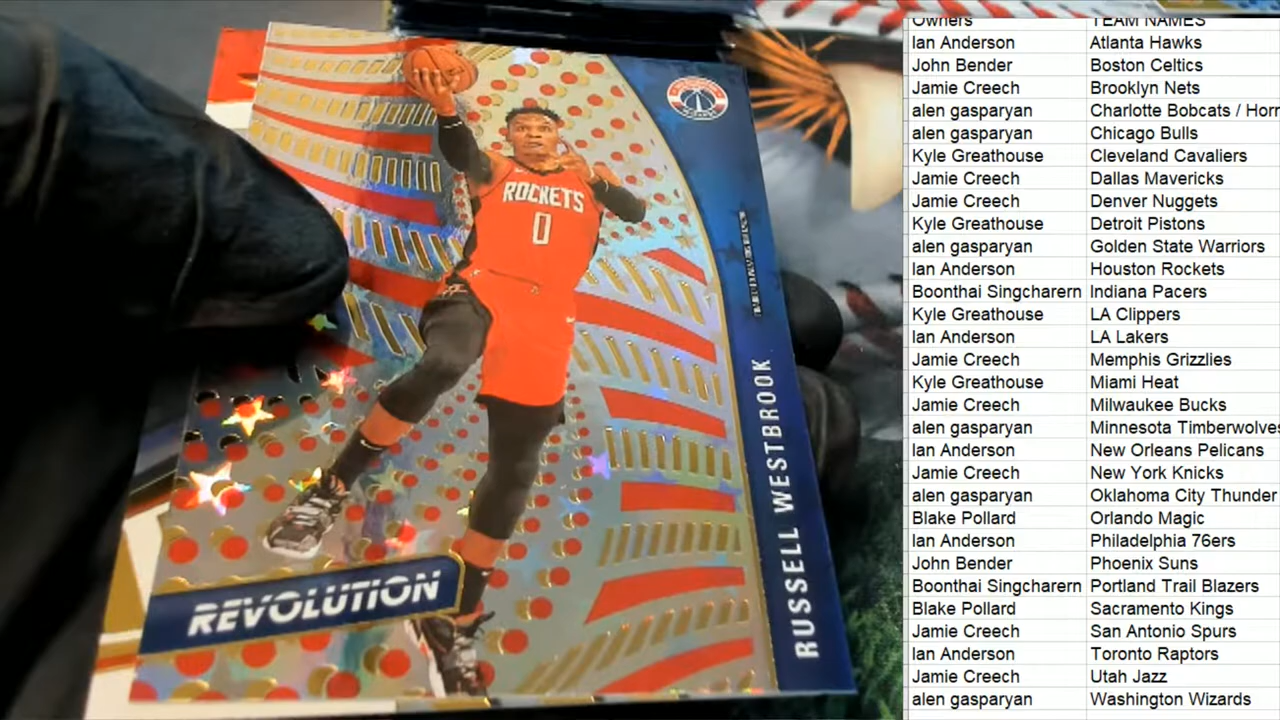 ROCKETS
0
RUSSELL WESTBROOK
REVOLUTION
Owners TEAM NAMES
Ian Anderson Atlanta Hawks
John Bender Boston Celtics
Jamie Creech Brooklyn Nets
alen gasparyan Charlotte Bobcats / Horr
alen gasparyan Chicago Bulls
Kyle Greathouse Cleveland Cavaliers
Jamie Creech Dallas Mavericks
Jamie Creech Denver Nuggets
Kyle Greathouse Detroit Pistons
alen gasparyan Golden State Warriors
Ian Anderson Houston Rockets
Boonthai Singcharern Indiana Pacers
Kyle Greathouse LA Clippers
Ian Anderson LA Lakers
Jamie Creech Memphis Grizzlies
Kyle Greathouse Miami Heat
Jamie Creech Milwaukee Bucks
alen gasparyan Minnesota Timberwolves
Ian Anderson New Orleans Pelicans
Jamie Creech New York Knicks
alen gasparyan Oklahoma City Thunder
Blake Pollard Orlando Magic
Ian Anderson Philadelphia 76ers
John Bender Phoenix Suns
Boonthai Singcharern Portland Trail Blazers
Blake Pollard Sacramento Kings
Jamie Creech San Antonio Spurs
Ian Anderson Toronto Raptors
Jamie Creech Utah Jazz
alen gasparyan Washington Wizards